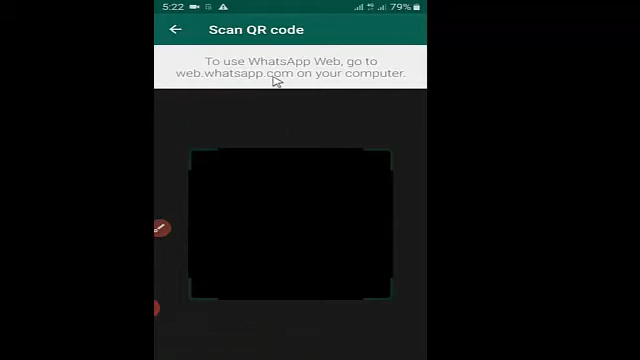 5:22 79%
Scan QR code
To use WhatsApp Web, go to
web.whatsapp.com on your computer.